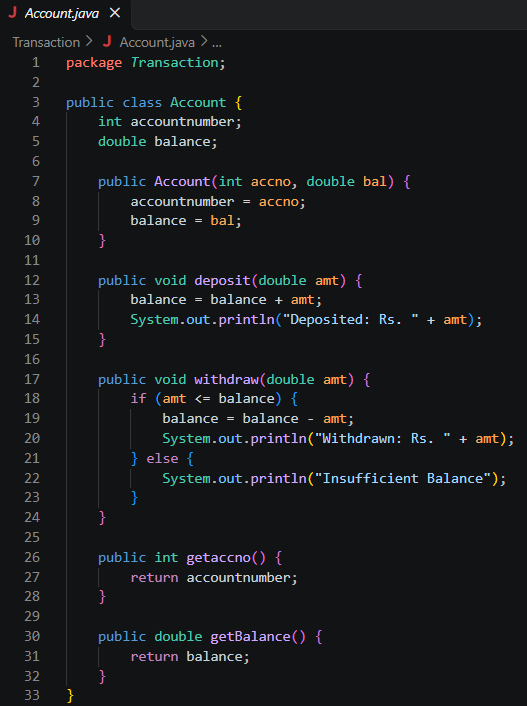 J Account.java ×
Transaction > J Account.java > ...
1 package Transaction;
2
3 public class Account {
4     int accountnumber;
5     double balance;
6
7     public Account(int accno, double bal) {
8         accountnumber = accno;
9         balance = bal;
10     }
11
12     public void deposit(double amt) {
13         balance = balance + amt;
14         System.out.println("Deposited: Rs. " + amt);
15     }
16
17     public void withdraw(double amt) {
18         if (amt <= balance) {
19             balance = balance - amt;
20             System.out.println("Withdrawn: Rs. " + amt);
21         } else {
22             System.out.println("Insufficient Balance");
23         }
24     }
25
26     public int getaccno() {
27         return accountnumber;
28     }
29
30     public double getBalance() {
31         return balance;
32     }
33 }